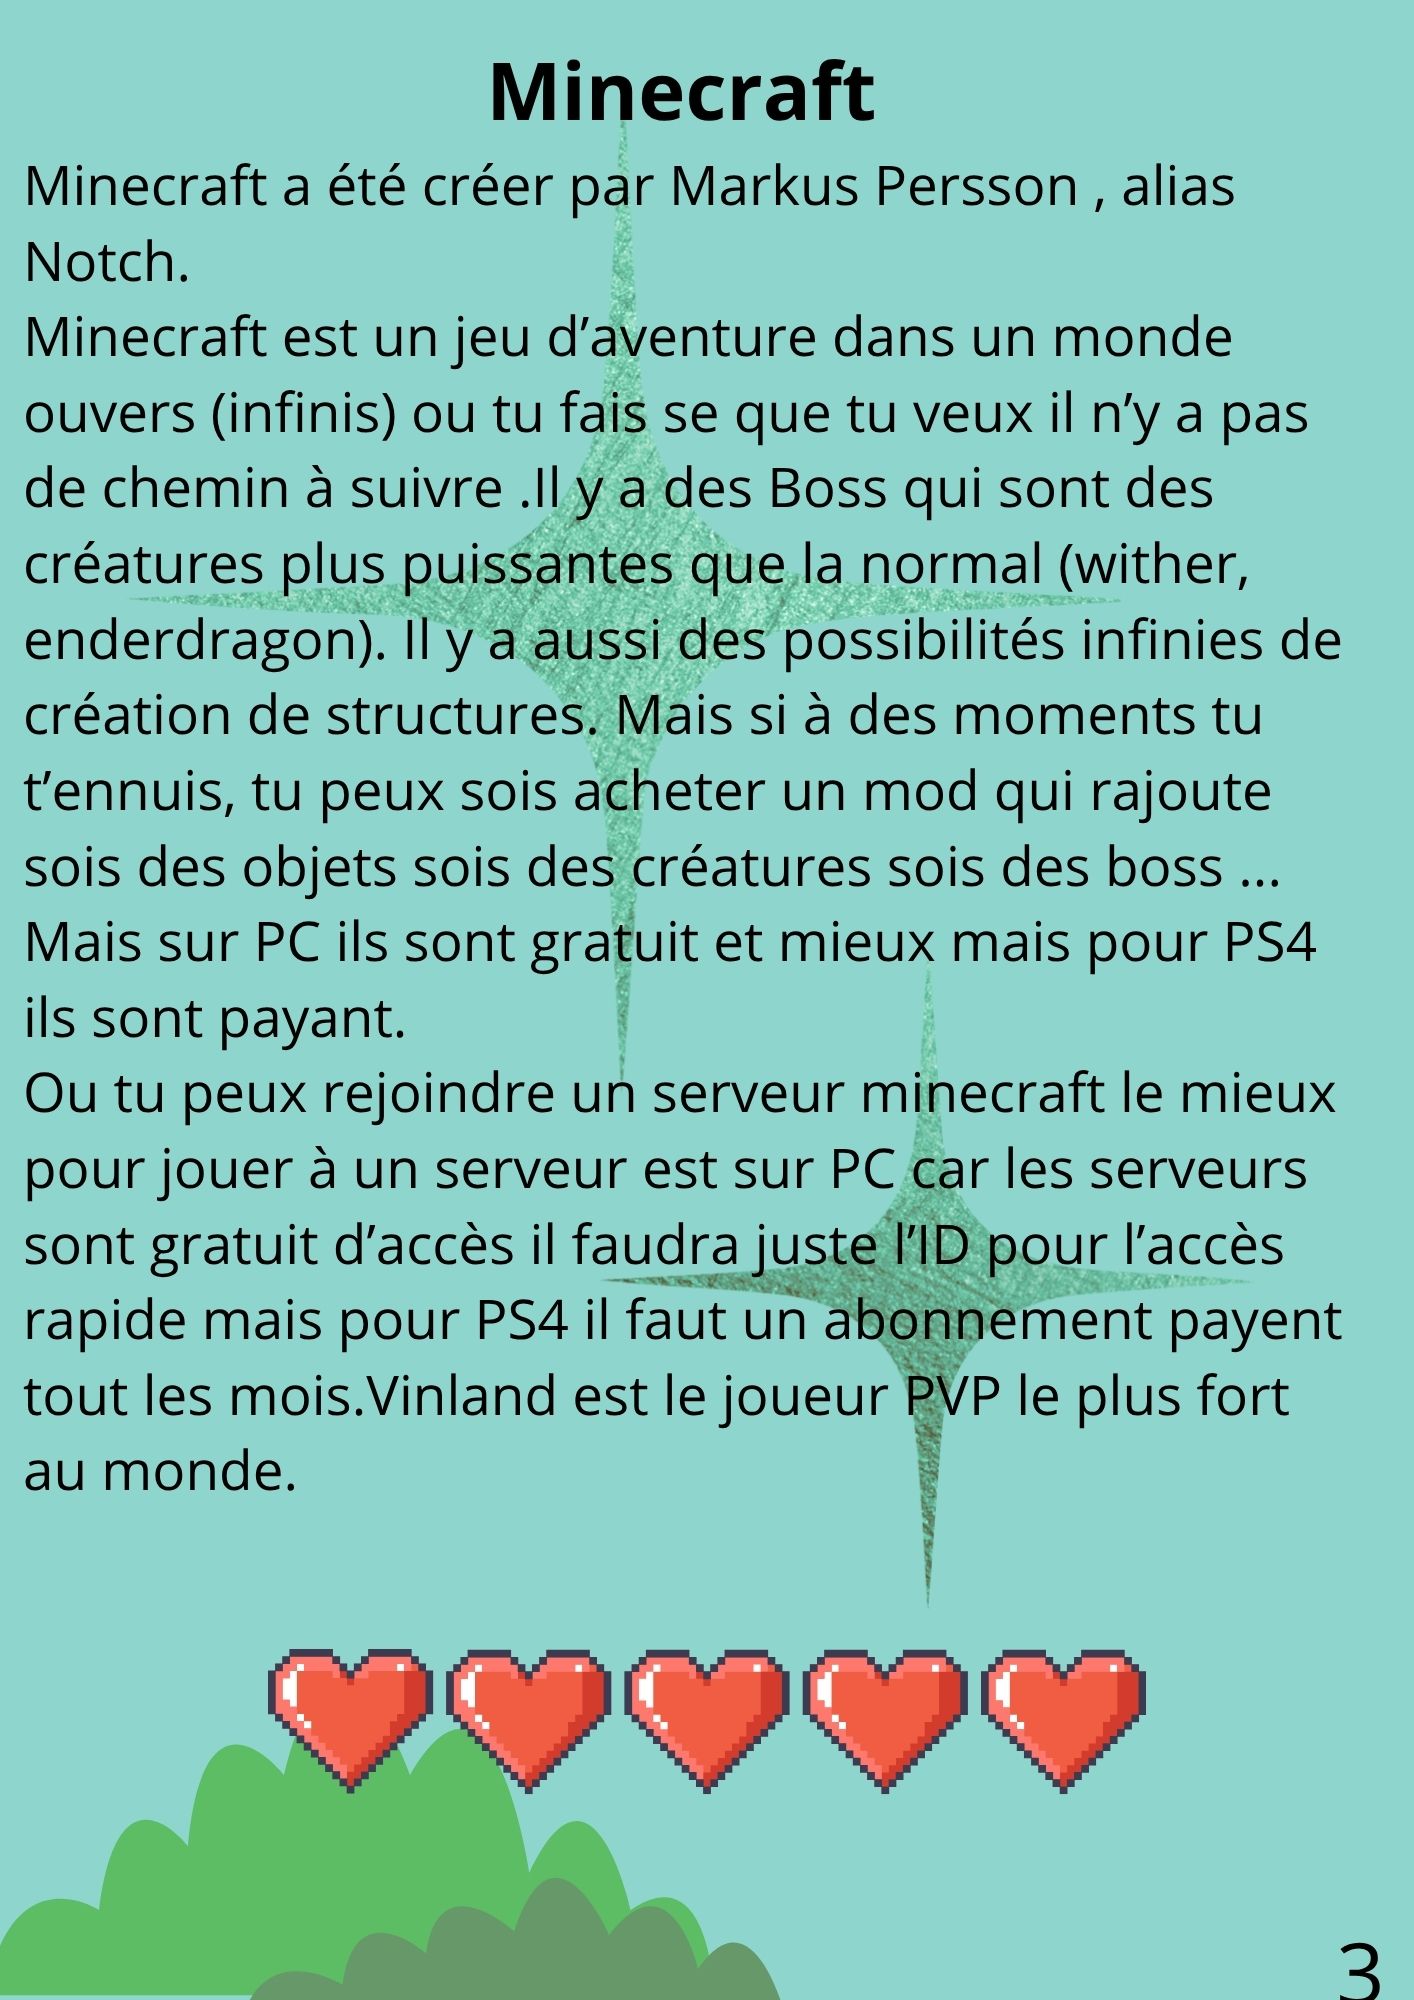 Minecraft
Minecraft a été créer par Markus Persson , alias
Notch.
Minecraft est un jeu d’aventure dans un monde
ouvers (infinis) ou tu fais se que tu veux il n’y a pas
de chemin à suivre .Il y a des Boss qui sont des
créatures plus puissantes que la normal (wither,
enderdragon). Il y a aussi des possibilités infinies de
création de structures. Mais si à des moments tu
t’ennuis, tu peux sois acheter un mod qui rajoute
sois des objets sois des créatures sois des boss ...
Mais sur PC ils sont gratuit et mieux mais pour PS4
ils sont payant.
Ou tu peux rejoindre un serveur minecraft le mieux
pour jouer à un serveur est sur PC car les serveurs
sont gratuit d’accès il faudra juste l’ID pour l’accès
rapide mais pour PS4 il faut un abonnement payent
tout les mois.Vinland est le joueur PVP le plus fort
au monde.
3